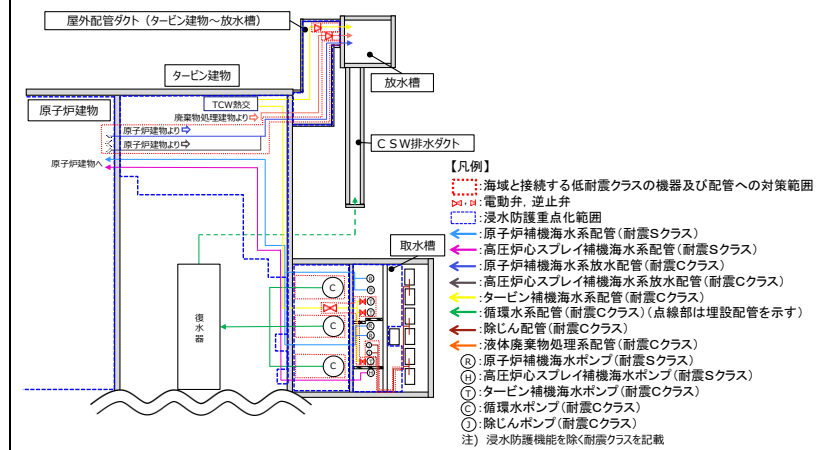 屋外配管ダクト（タービン建物～放水槽）
放水槽
タービン建物
原子炉建物
TCW熱交
廃棄物処理建物より
原子炉建物より
原子炉建物より
原子炉建物へ
ＣＳＷ排水ダクト
取水槽
復水器
C
C
C
【凡例】
:海域と接続する低耐震クラスの機器及び配管への対策範囲
:電動弁，逆止弁
:浸水防護重点化範囲
:原子炉補機海水系配管(耐震Sクラス)
:高圧炉心スプレイ補機海水系配管(耐震Sクラス)
:原子炉補機海水系放水配管(耐震Cクラス)
:高圧炉心スプレイ補機海水系放水配管(耐震Cクラス)
:タービン補機海水系配管(耐震Cクラス)
:循環水系配管(耐震Cクラス)(点線部は埋設配管を示す)
:除じん配管(耐震Cクラス)
:液体廃棄物処理系配管(耐震Cクラス)
R:原子炉補機海水ポンプ(耐震Sクラス)
H:高圧炉心スプレイ補機海水ポンプ(耐震Sクラス)
T:タービン補機海水ポンプ(耐震Cクラス)
C:循環水ポンプ(耐震Cクラス)
J:除じんポンプ(耐震Cクラス)
注）浸水防護機能を除く耐震クラスを記載